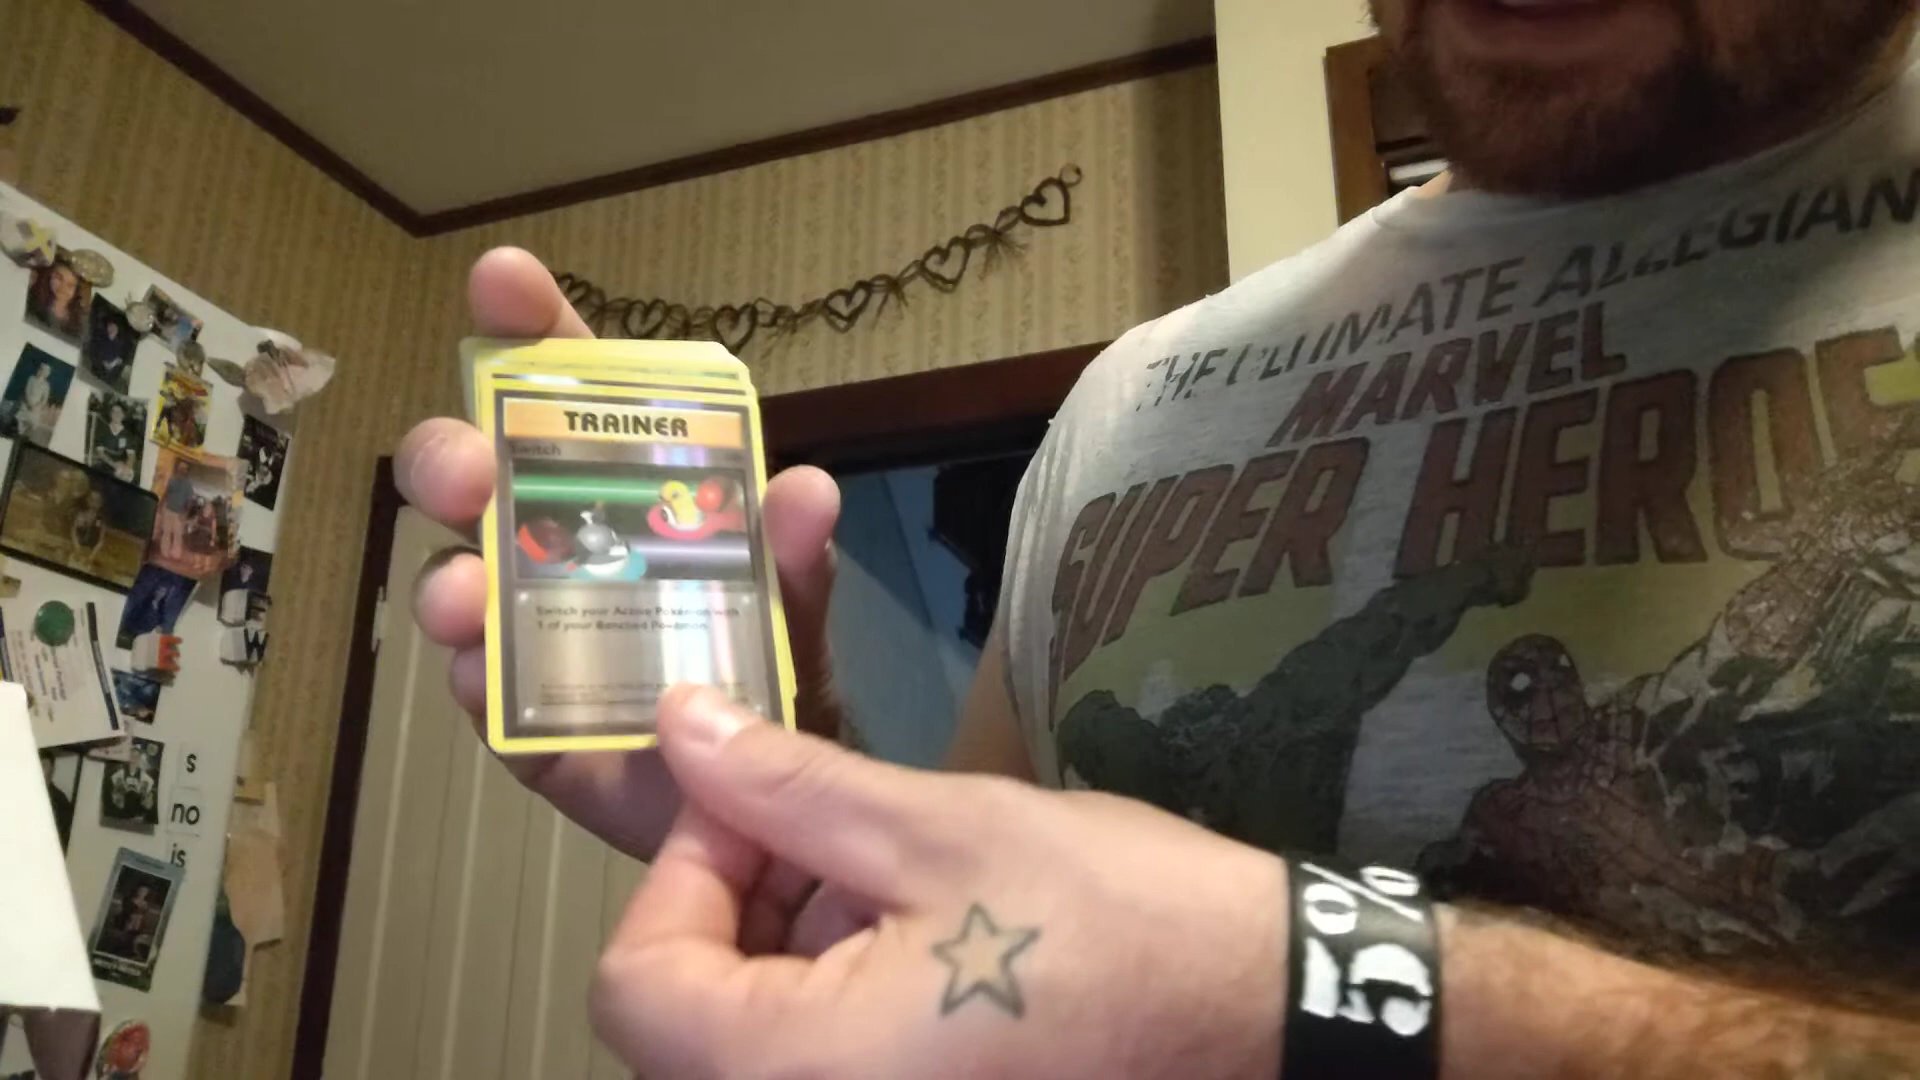 TRAINER
Switch
Switch your Active Pokémon with
1 of your Benched Pokémon.
THE ULTIMATE ALLEGIAN
MARVEL
SUPER HEROES
5%
E
F
W
s
no
is